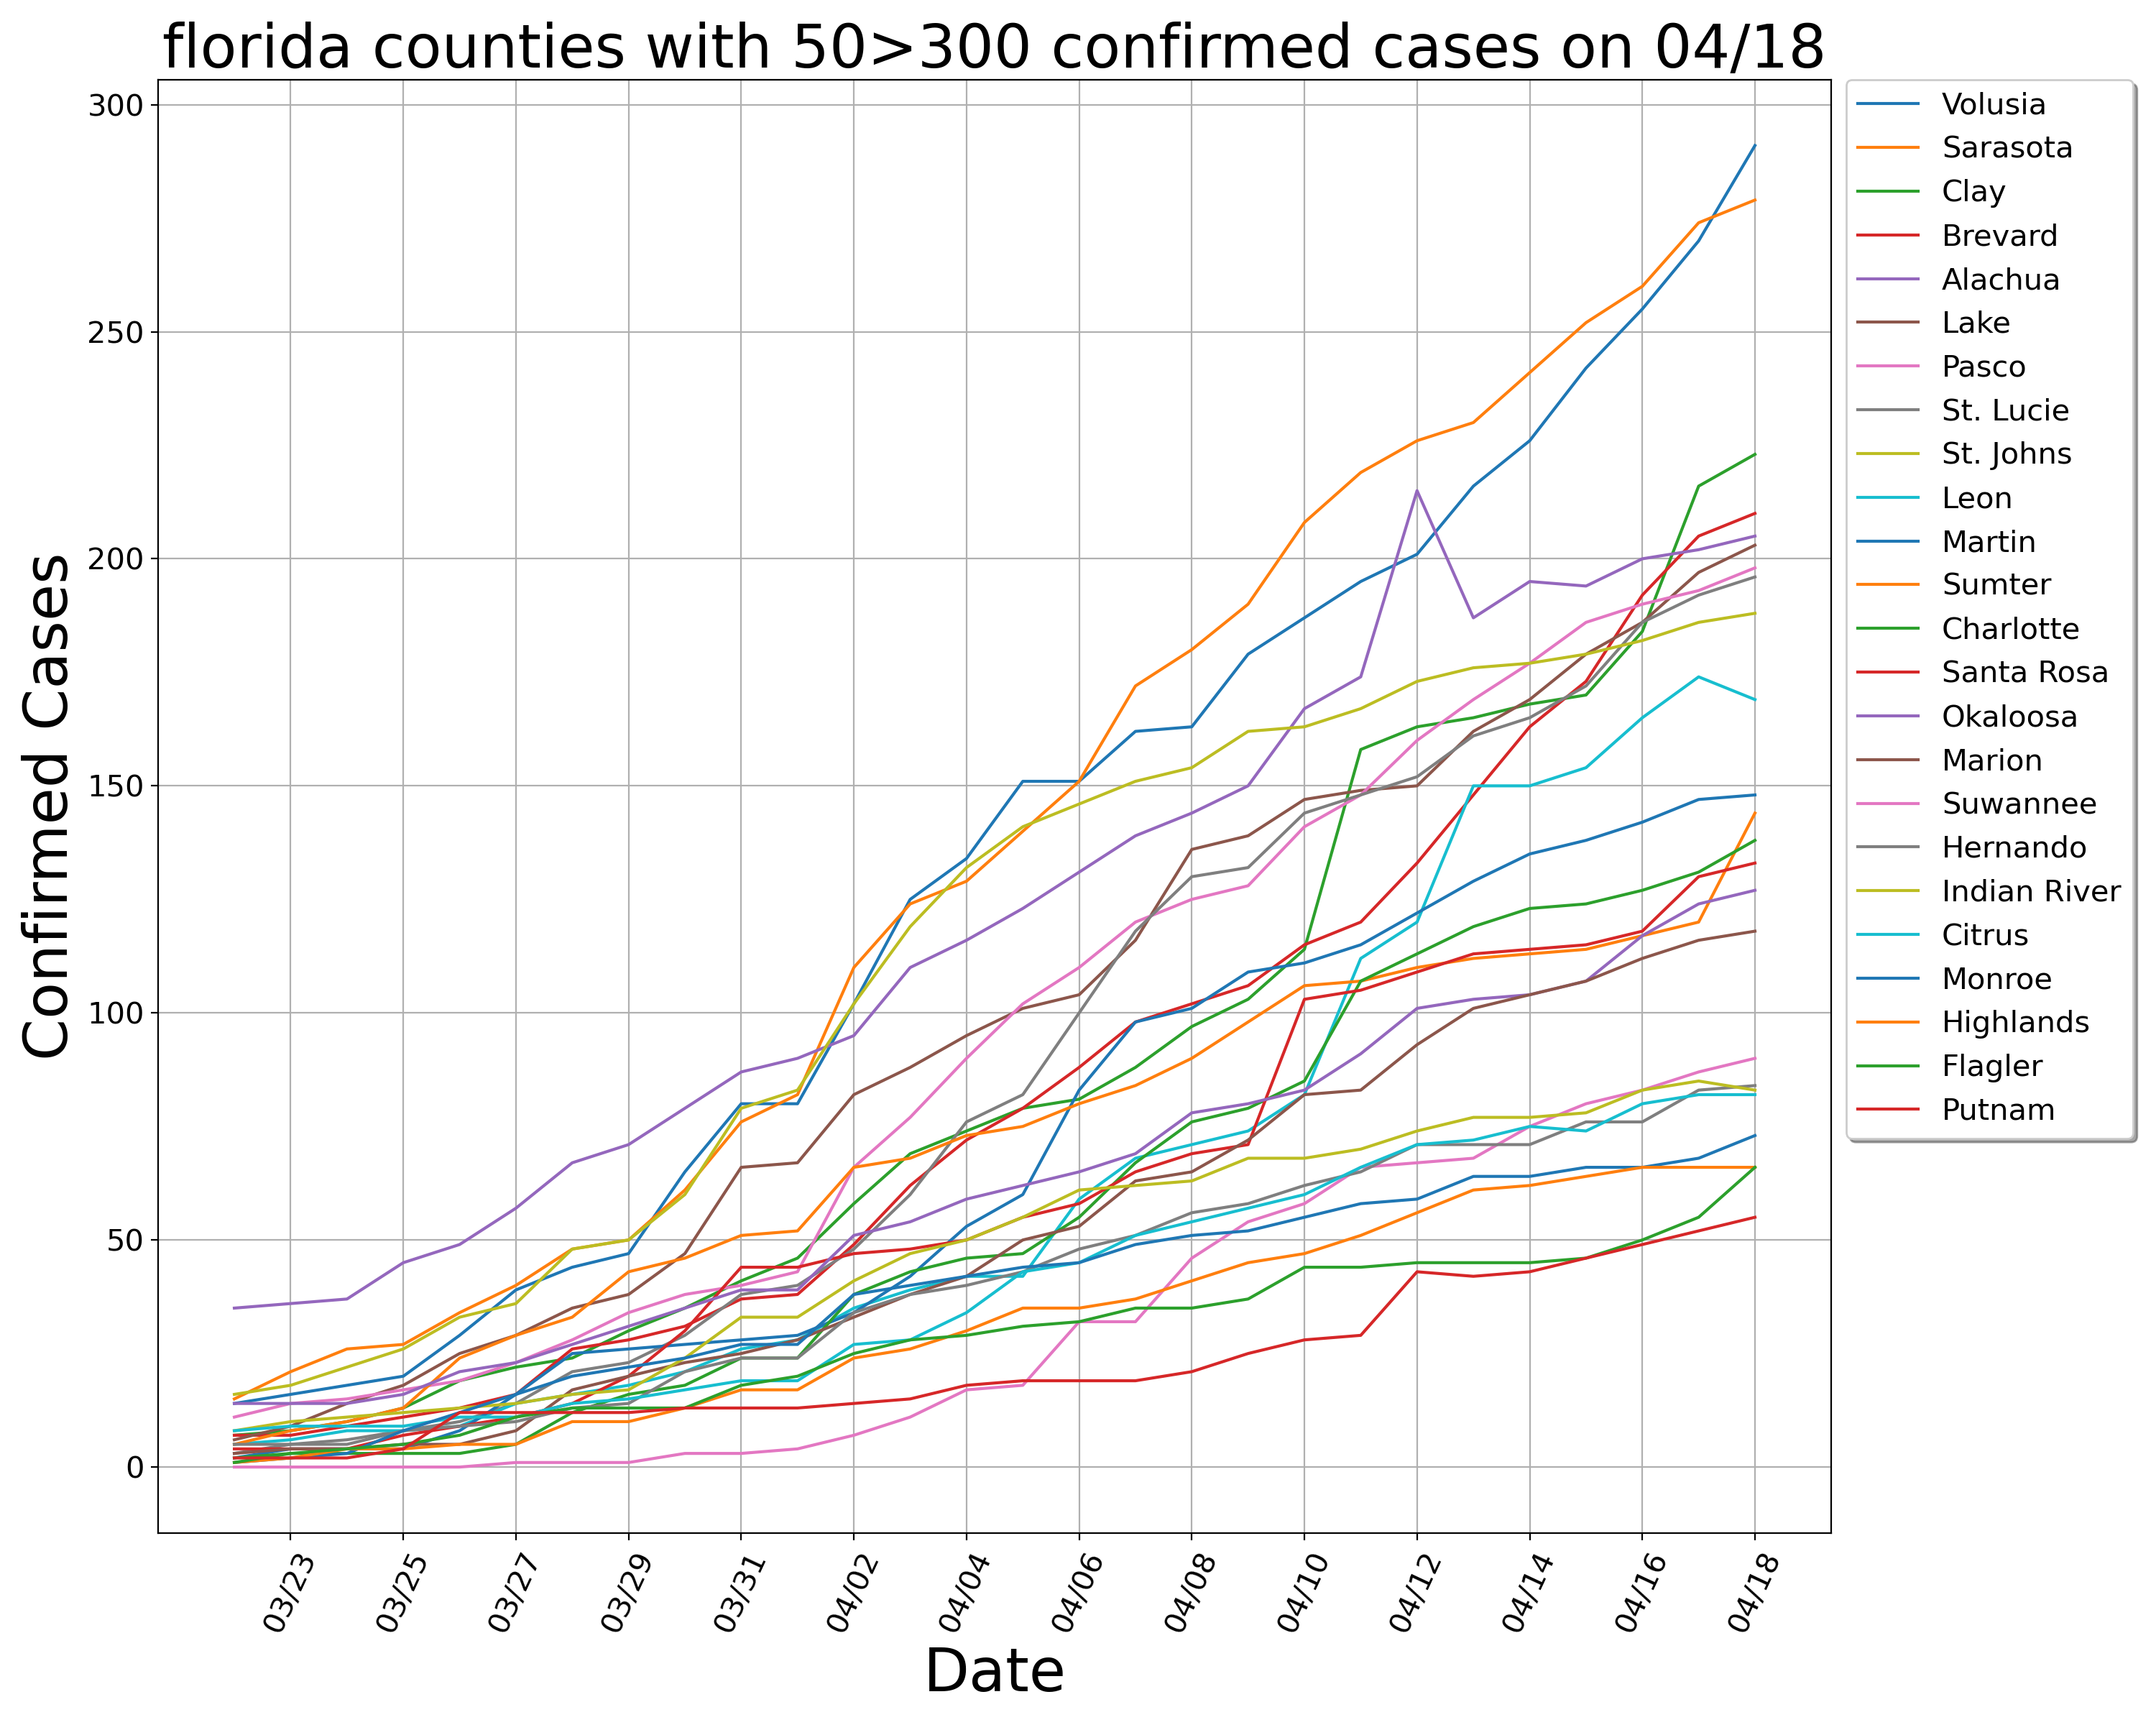 florida counties with 50>300 confirmed cases on 04/18
300
250
200
150
100
50
0
Confirmed Cases
03/23
03/25
03/27
03/29
03/31
04/02
04/04
04/06
04/08
04/10
04/12
04/14
04/16
04/18
Date
Volusia
Sarasota
Clay
Brevard
Alachua
Lake
Pasco
St. Lucie
St. Johns
Leon
Martin
Sumter
Charlotte
Santa Rosa
Okaloosa
Marion
Suwannee
Hernando
Indian River
Citrus
Monroe
Highlands
Flagler
Putnam